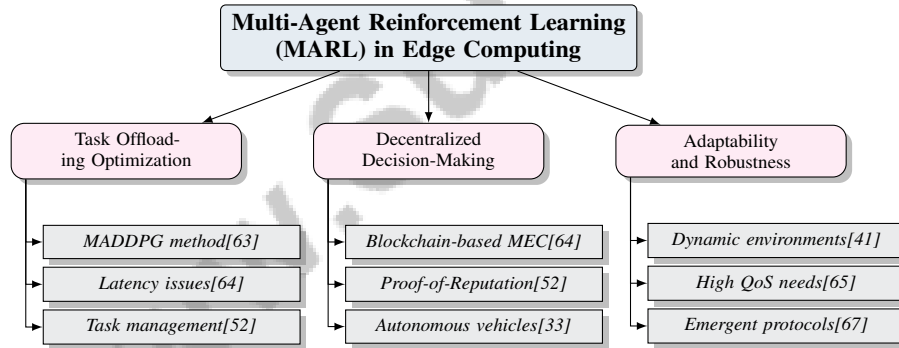 Multi-Agent Reinforcement Learning
(MARL) in Edge Computing
Task Offload-
ing Optimization
Decentralized
Decision-Making
Adaptability
and Robustness
MADDPG method[63]
Latency issues[64]
Task management[52]
Blockchain-based MEC[64]
Proof-of-Reputation[52]
Autonomous vehicles[33]
Dynamic environments[41]
High QoS needs[65]
Emergent protocols[67]